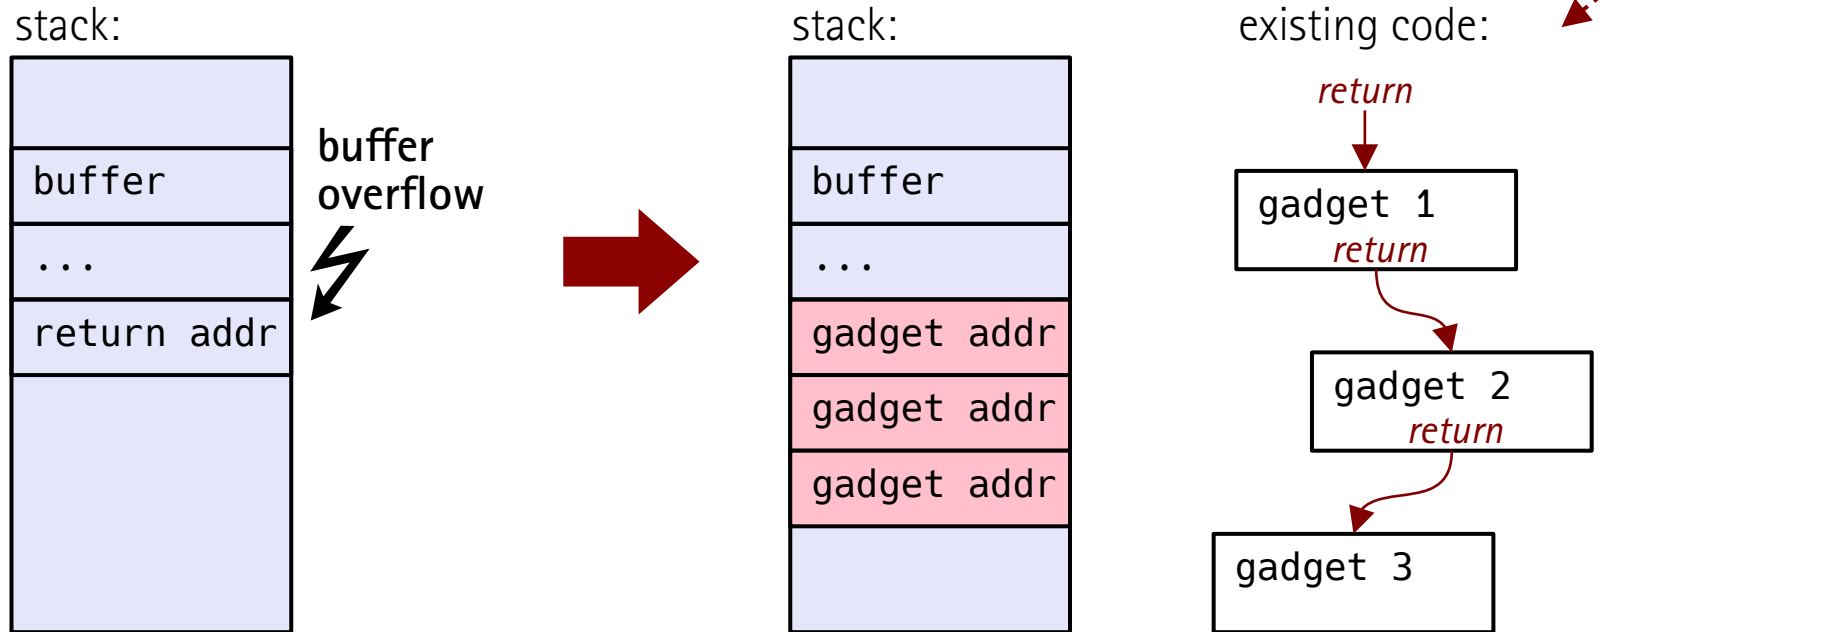 stack:
buffer
...
return addr
buffer
overflow
stack:
buffer
...
gadget addr
gadget addr
gadget addr
existing code:
return
gadget 1
return
gadget 2
return
gadget 3